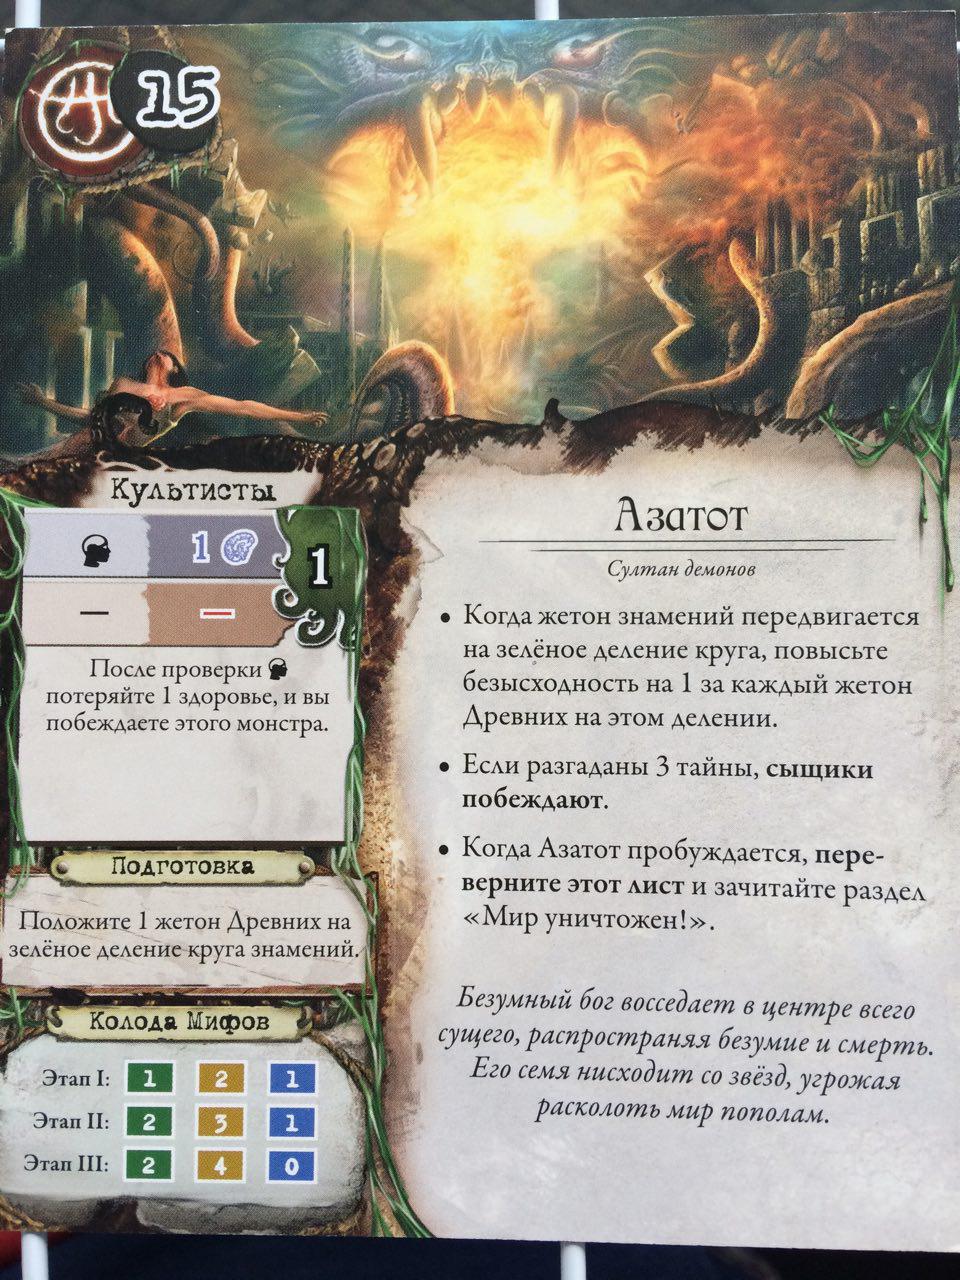 15
Культисты
1
1
—
—
После проверки
потеряйте 1 здоровье, и вы
побеждаете этого монстра.
Подготовка
Положите 1 жетон Древних на
зелёное деление круга знамений.
Колода Мифов
Этап I: 1 2 1
Этап II: 2 3 1
Этап III: 2 4 0
Азатот
Султан демонов
• Когда жетон знамений передвигается
на зелёное деление круга, повысьте
безысходность на 1 за каждый жетон
Древних на этом делении.
• Если разгаданы 3 тайны, сыщики
побеждают.
• Когда Азатот пробуждается, пере-
верните этот лист и зачитайте раздел
«Мир уничтожен!».
Безумный бог восседает в центре всего
сущего, распространяя безумие и смерть.
Его семя нисходит со звёзд, угрожая
расколоть мир пополам.